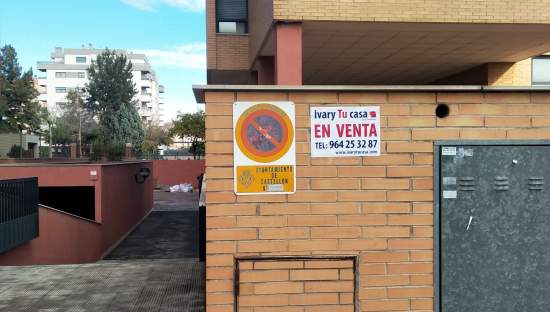 AYUNTAMIENTO
DE
CASTELLÓN
Ivary Tu casa
EN VENTA
TEL: 964 25 32 87